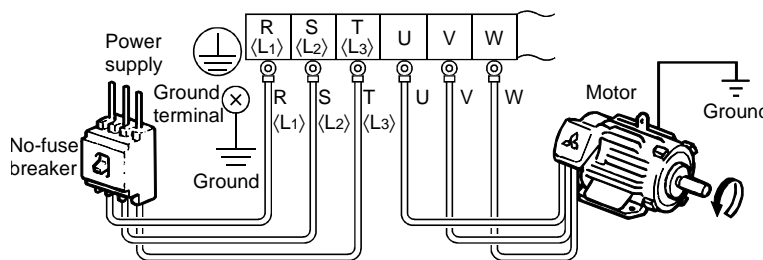 R S T U V W
⟨L1⟩ ⟨L2⟩ ⟨L3⟩
Power
supply
Ground
terminal
No-fuse
breaker
Ground
R S T U V W
⟨L1⟩ ⟨L2⟩ ⟨L3⟩
Motor
Ground